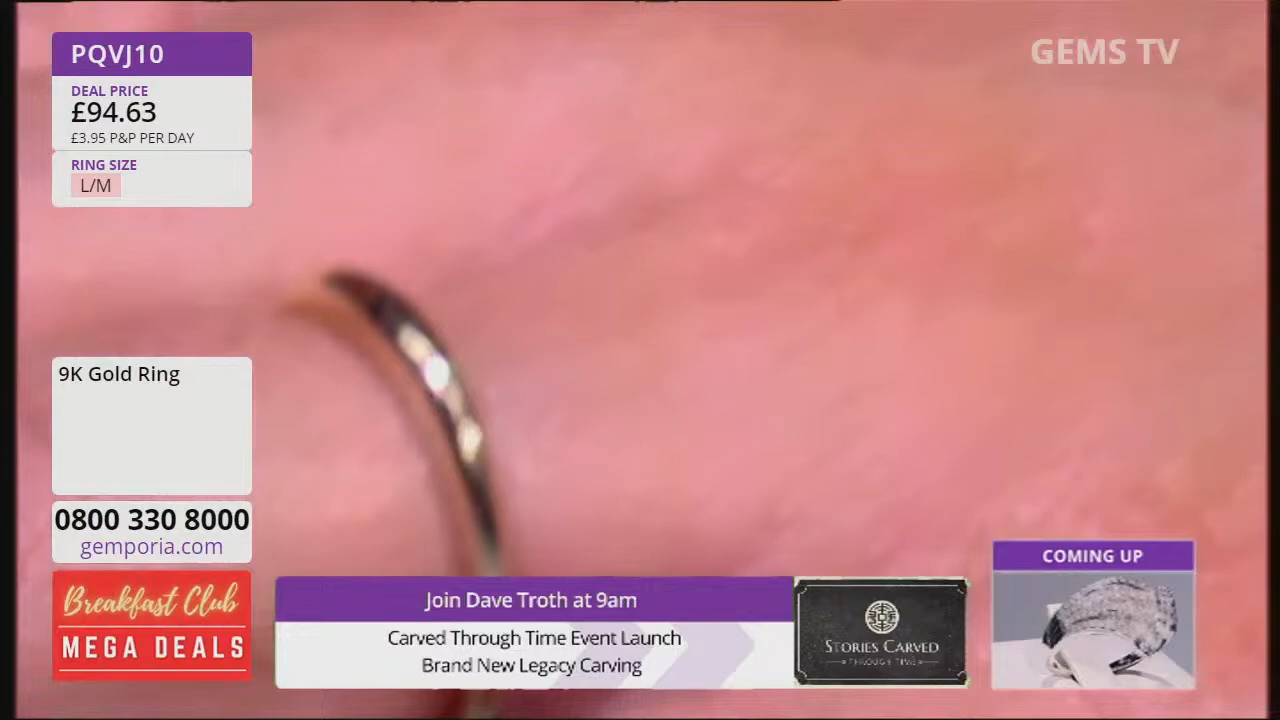 PQVJ10
DEAL PRICE
£94.63
£3.95 P&P PER DAY
RING SIZE
L/M
GEMS TV
9K Gold Ring
0800 330 8000
gemporia.com
Breakfast Club
MEGA DEALS
Join Dave Troth at 9am
Carved Through Time Event Launch
Brand New Legacy Carving
STORIES CARVED
THROUGH TIME
COMING UP